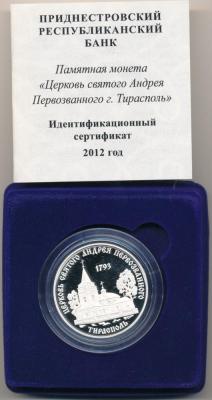 ПРИДНЕСТРОВСКИЙ
РЕСПУБЛИКАНСКИЙ
БАНК
Памятная монета
«Церковь святого Андрея
Первозванного г. Тирасполь»
Идентификационный
сертификат
2012 год
1793
ЦЕРКОВЬ СВЯТОГО АНДРЕЯ ПЕРВОЗВАННОГО
ТИРАСПОЛЬ